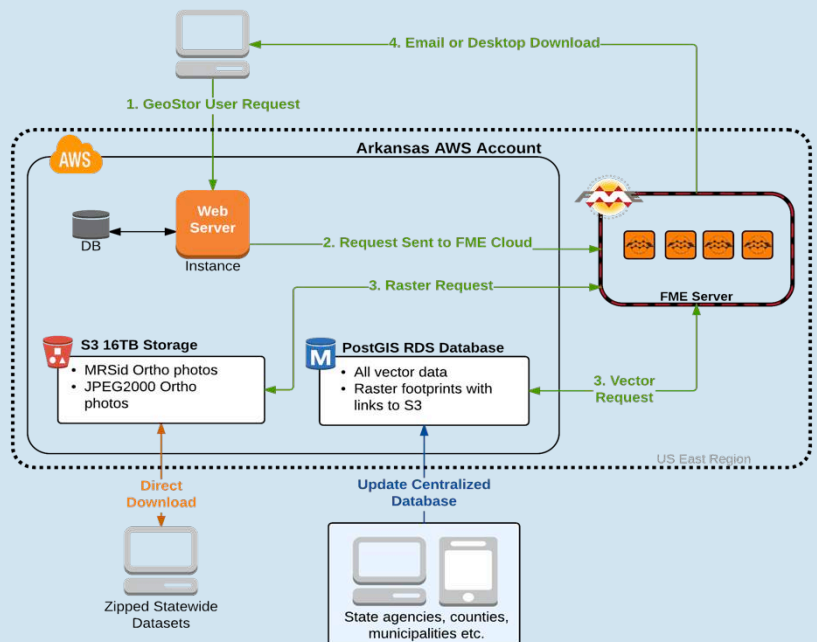 4. Email or Desktop Download
1. GeoStor User Request
AWS
Arkansas AWS Account
FME
Web
Server
DB
2. Request Sent to FME Cloud
Instance
3. Raster Request
FME Server
S3 16TB Storage
• MRSid Ortho photos
• JPEG2000 Ortho
photos
M
PostGIS RDS Database
• All vector data
• Raster footprints with
links to S3
3. Vector
Request
US East Region
Direct
Download
Update Centralized
Database
Zipped Statewide
Datasets
State agencies, counties,
municipalities etc.